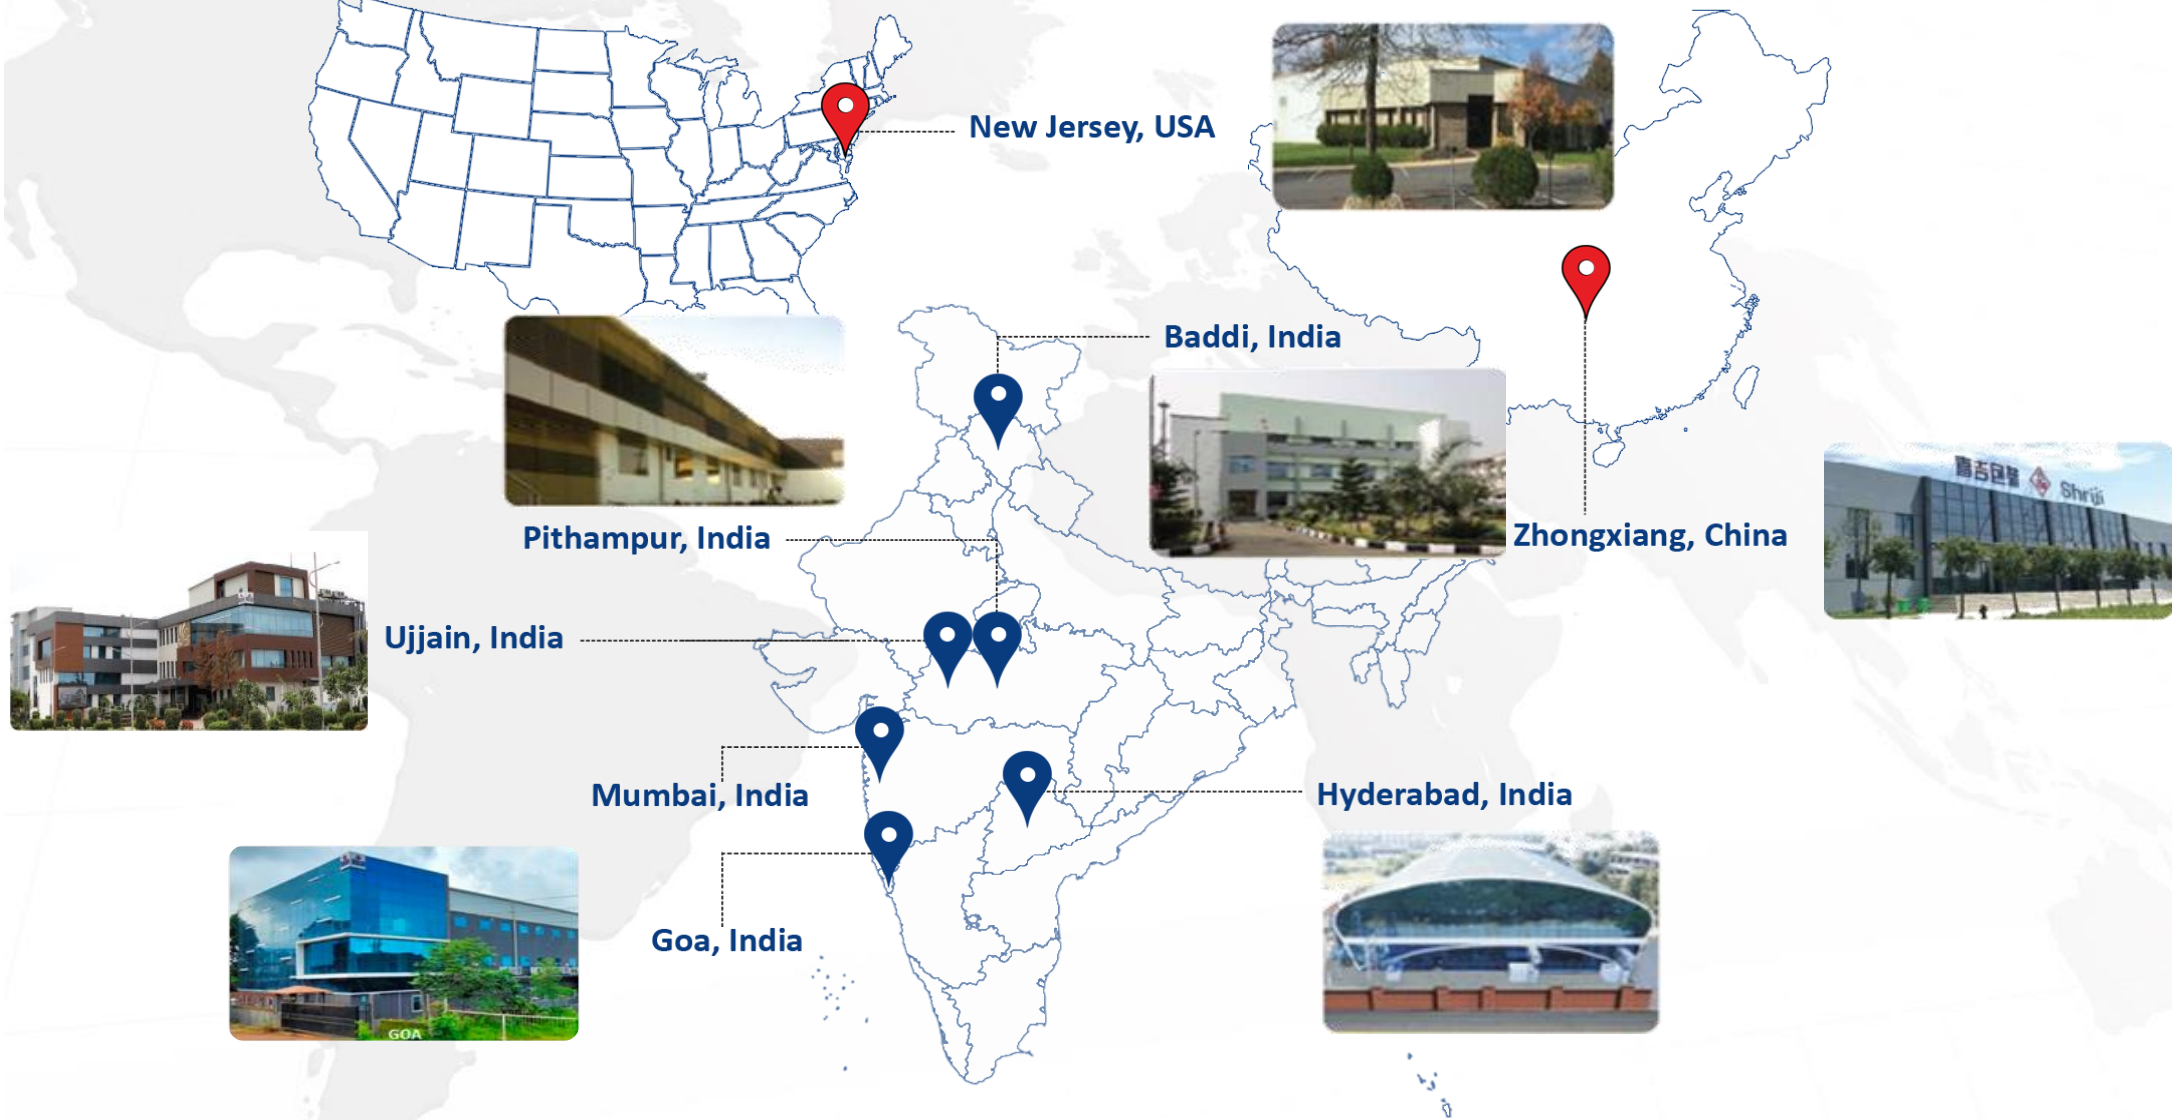 New Jersey, USA
Baddi, India
Pithampur, India
Zhongxiang, China
Shriji
Ujjain, India
Mumbai, India
Hyderabad, India
Goa, India
GOA